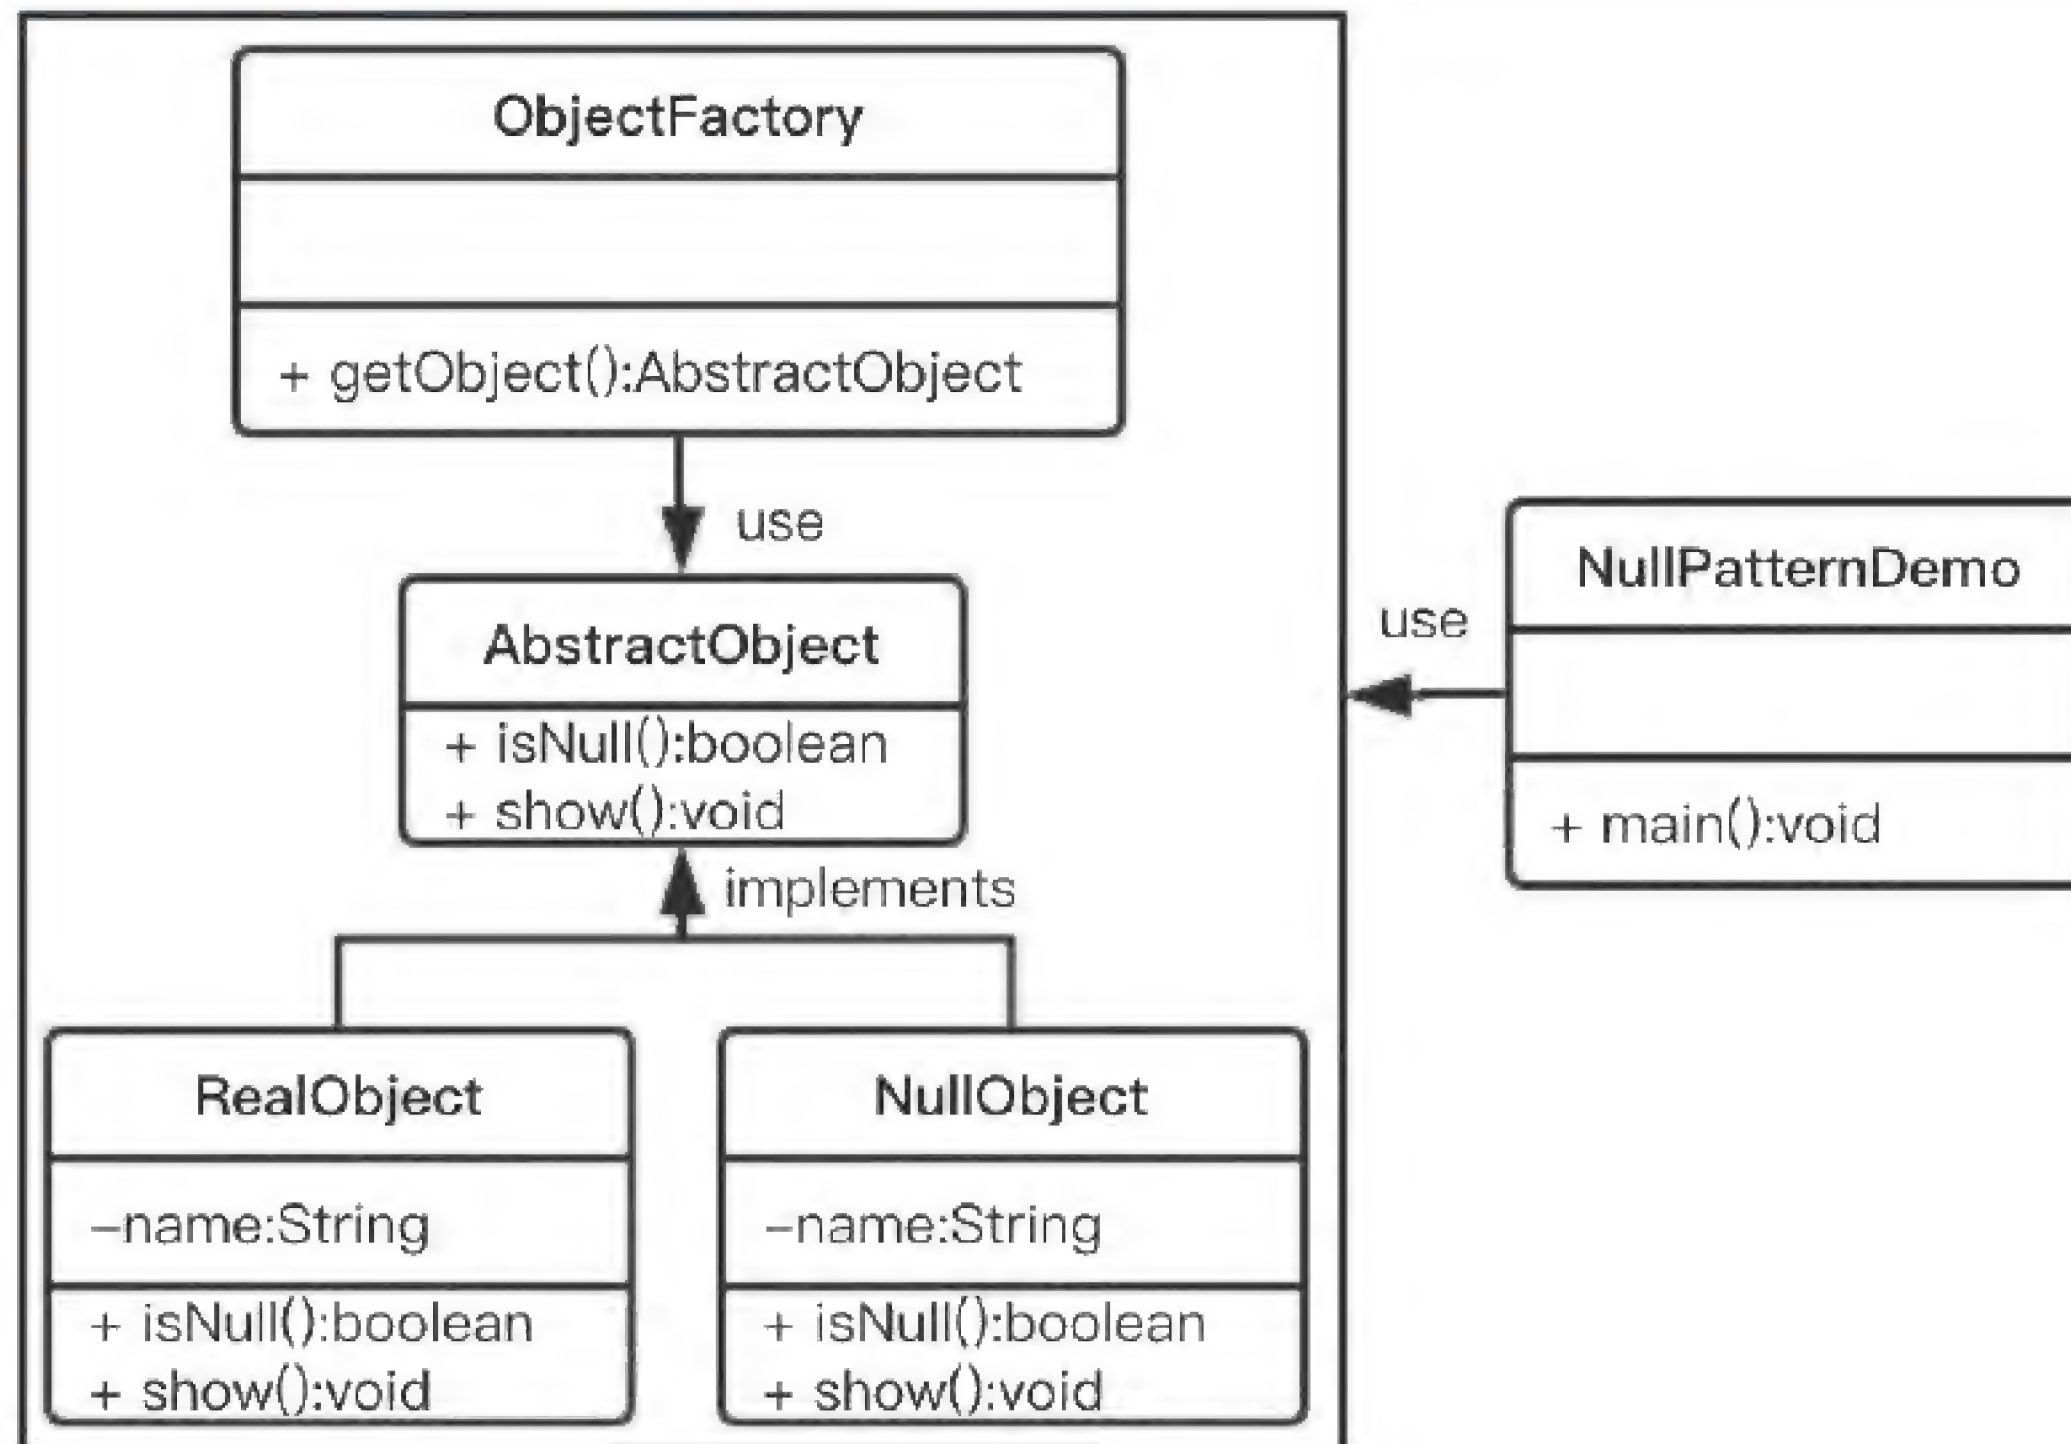 ObjectFactory
+ getObject():AbstractObject
use
AbstractObject
+ isNull():boolean
+ show():void
implements
RealObject
–name:String
+ isNull():boolean
+ show():void
NullObject
–name:String
+ isNull():boolean
+ show():void
use
NullPatternDemo
+ main():void